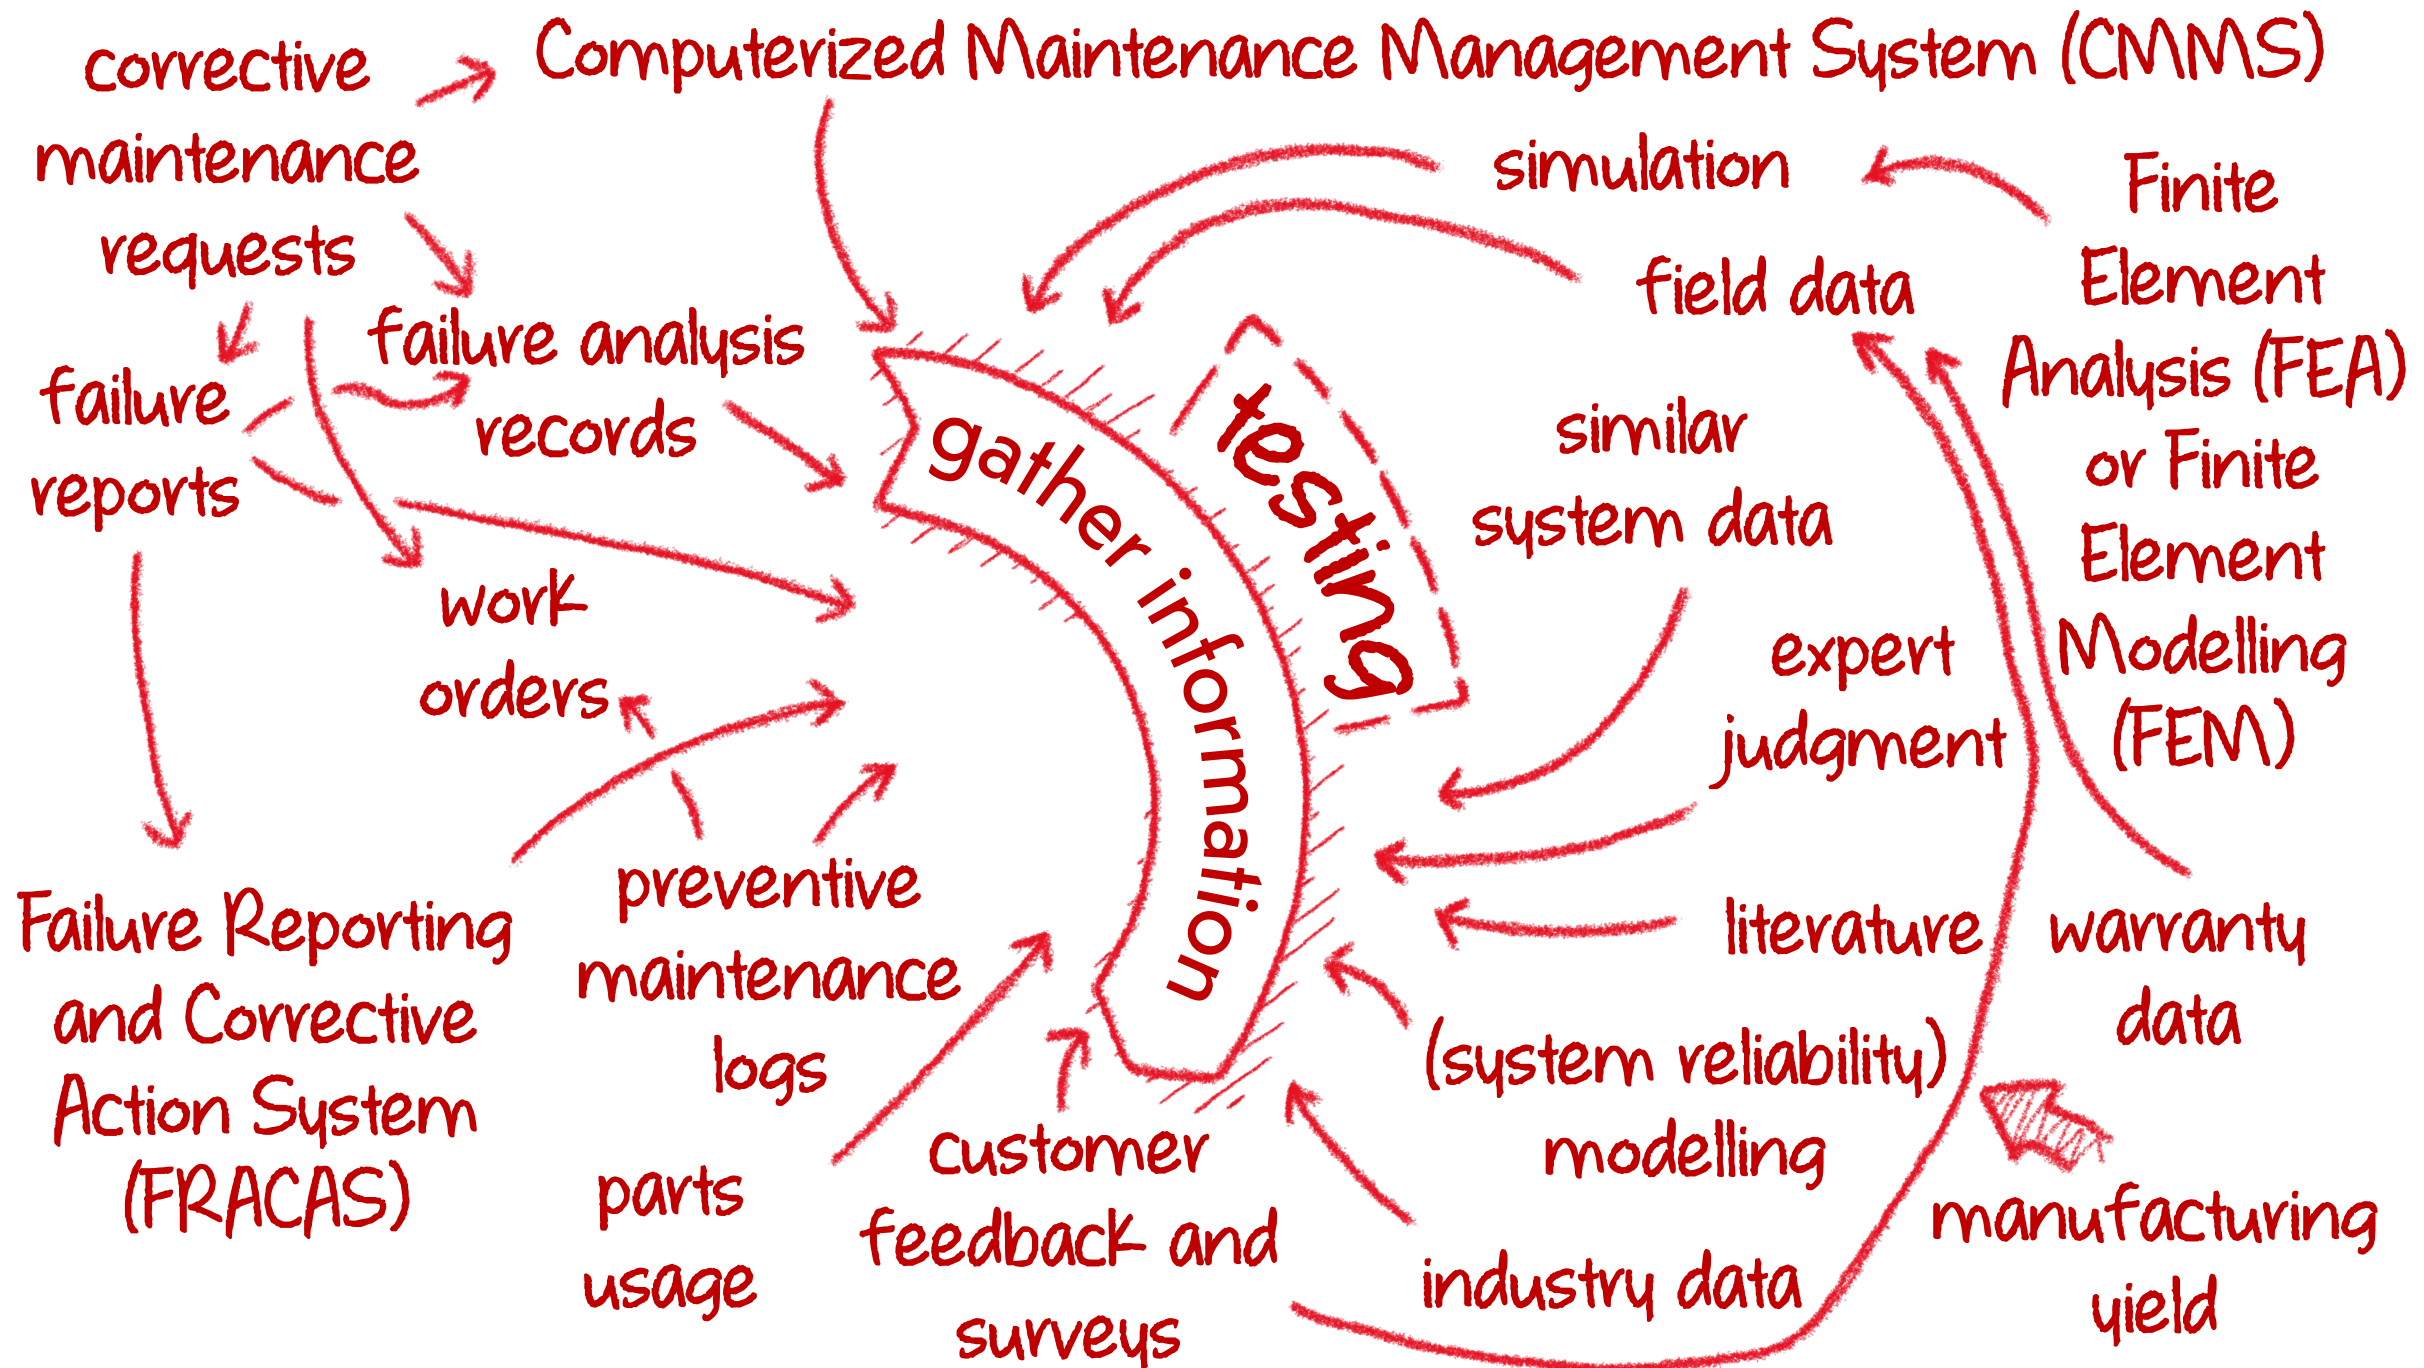 corrective
maintenance
requests
Computerized Maintenance Management System (CMMS)
simulation
field data
Finite
Element
Analysis (FEA)
or Finite
Element
Modelling
(FEM)
failure
reports
failure analysis
records
gather information
testing
similar
system data
work
orders
expert
judgment
Failure Reporting
and Corrective
Action System
(FRACAS)
preventive
maintenance
logs
literature
warranty
data
(system reliability)
modelling
parts
usage
customer
feedback and
surveys
industry data
manufacturing
yield